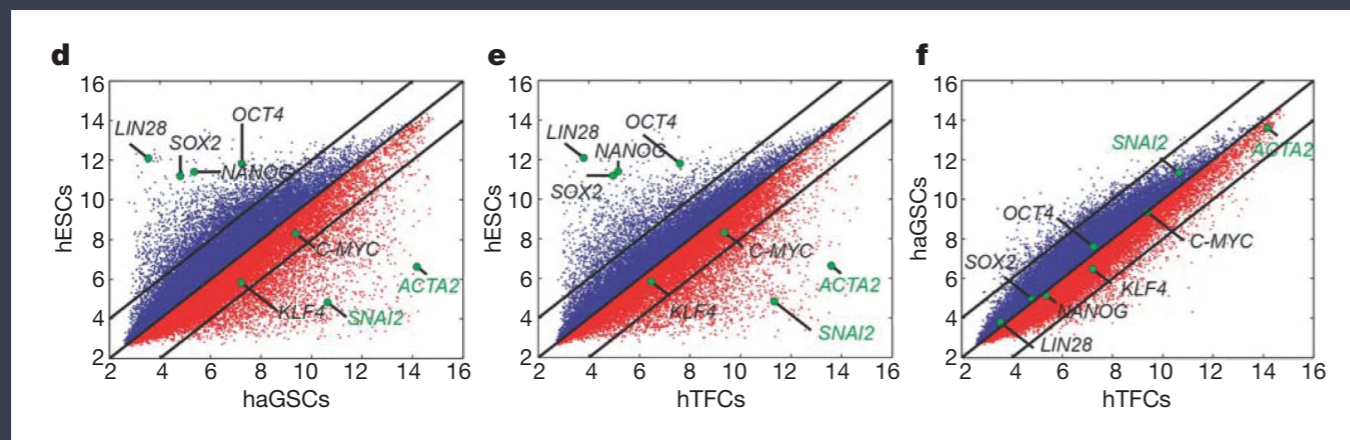 d
16
14
12
10
8
6
4
2
hESCs
LIN28
SOX2
OCT4
NANOG
C-MYC
ACTA2
KLF4
SNAI2
2 4 6 8 10 12 14 16
haGSCs
e
16
14
12
10
8
6
4
2
hESCs
LIN28
OCT4
NANOG
SOX2
C-MYC
ACTA2
KLF4
SNAI2
2 4 6 8 10 12 14 16
hTFCs
f
16
14
12
10
8
6
4
2
haGSCs
SNAI2
ACTA2
OCT4
C-MYC
SOX2
KLF4
NANOG
LIN28
2 4 6 8 10 12 14 16
hTFCs